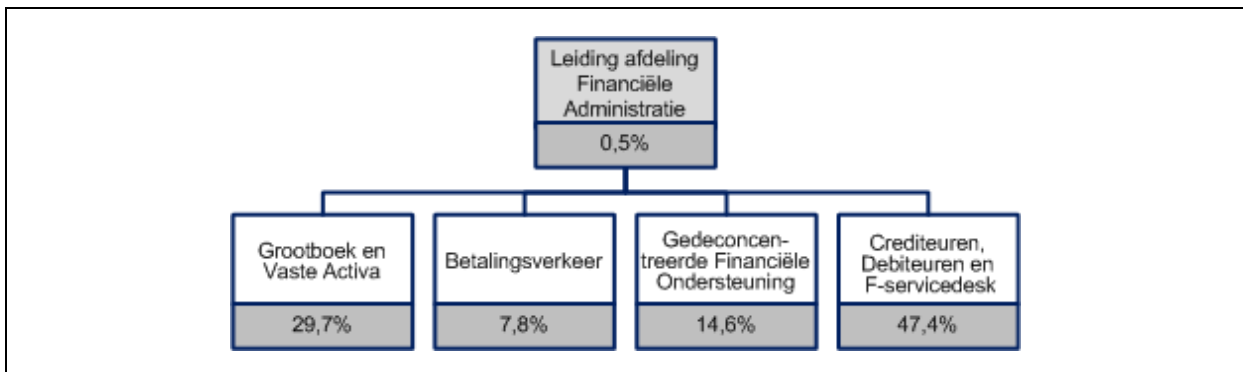 Leiding afdeling
Financiële
Administratie
0,5%
Grootboek en
Vaste Activa
29,7%
Betalingsverkeer
7,8%
Gedeconcen-
treerde Financiële
Ondersteuning
14,6%
Crediteuren,
Debiteuren en
F-servicedesk
47,4%